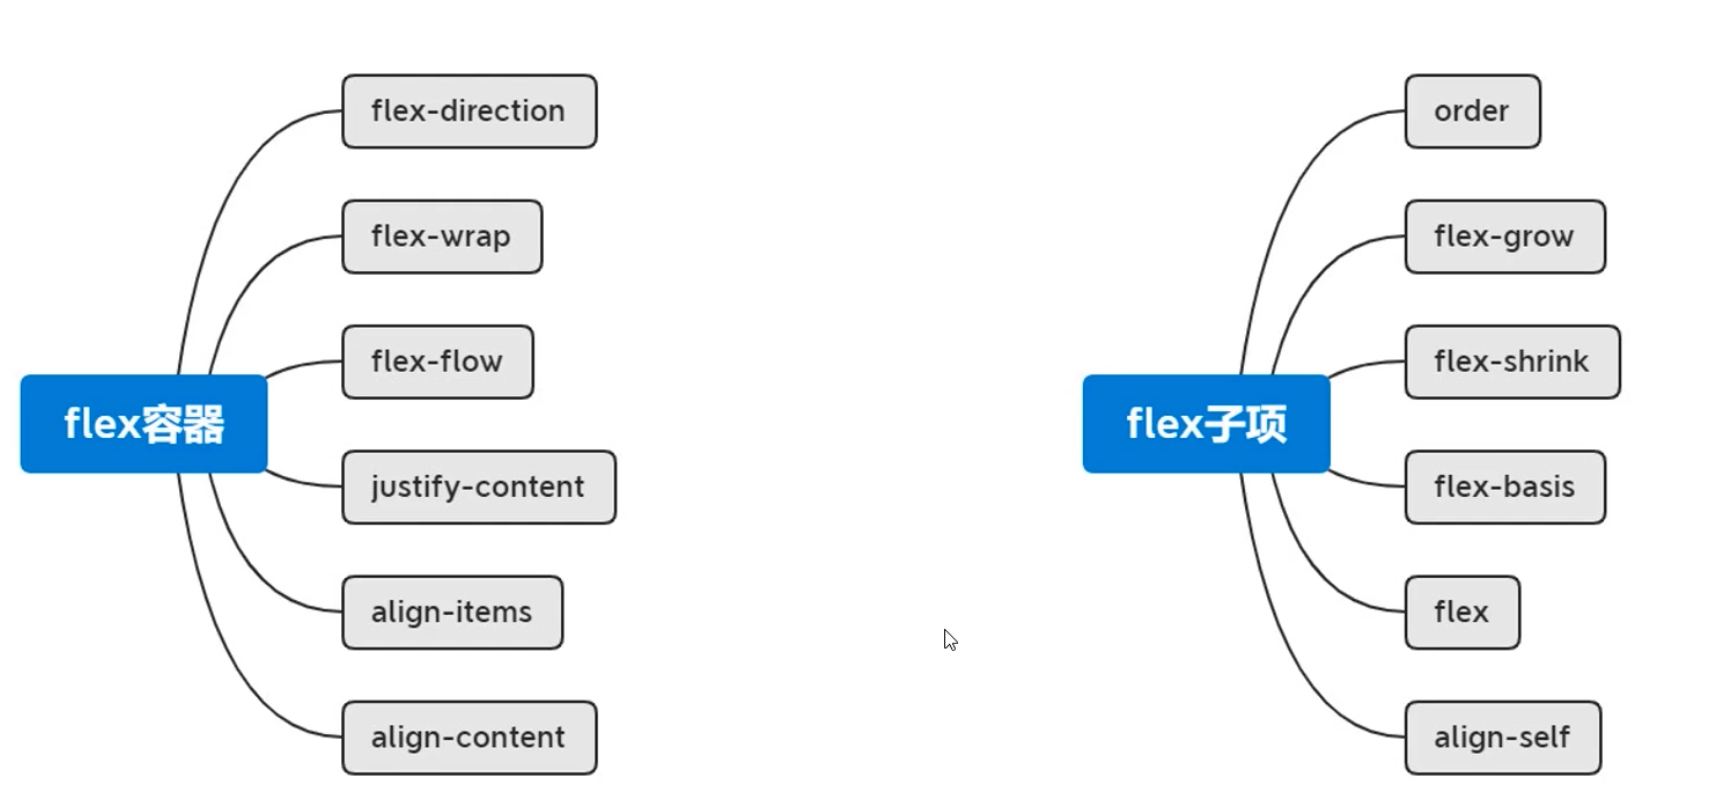 flex容器
flex-direction
flex-wrap
flex-flow
justify-content
align-items
align-content
flex子项
order
flex-grow
flex-shrink
flex-basis
flex
align-self